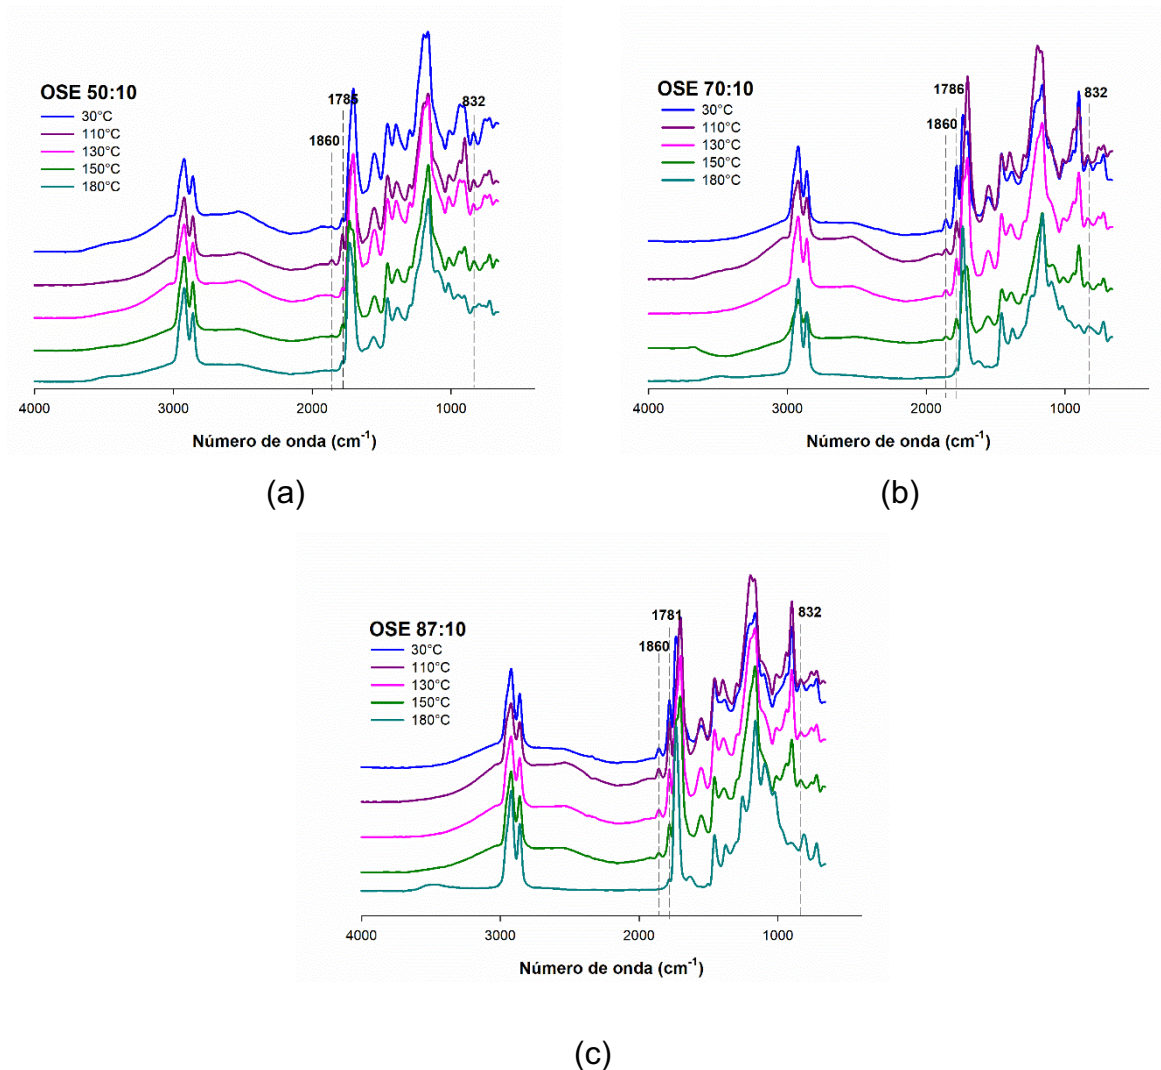 OSE 50:10
30°C
110°C
130°C
150°C
180°C
1785
1860
832
4000 3000 2000 1000
Número de onda (cm-1)
(a)
OSE 70:10
30°C
110°C
130°C
150°C
180°C
1786
1860
832
4000 3000 2000 1000
Número de onda (cm-1)
(b)
OSE 87:10
30°C
110°C
130°C
150°C
180°C
1781
1860
832
4000 3000 2000 1000
Número de onda (cm-1)
(c)